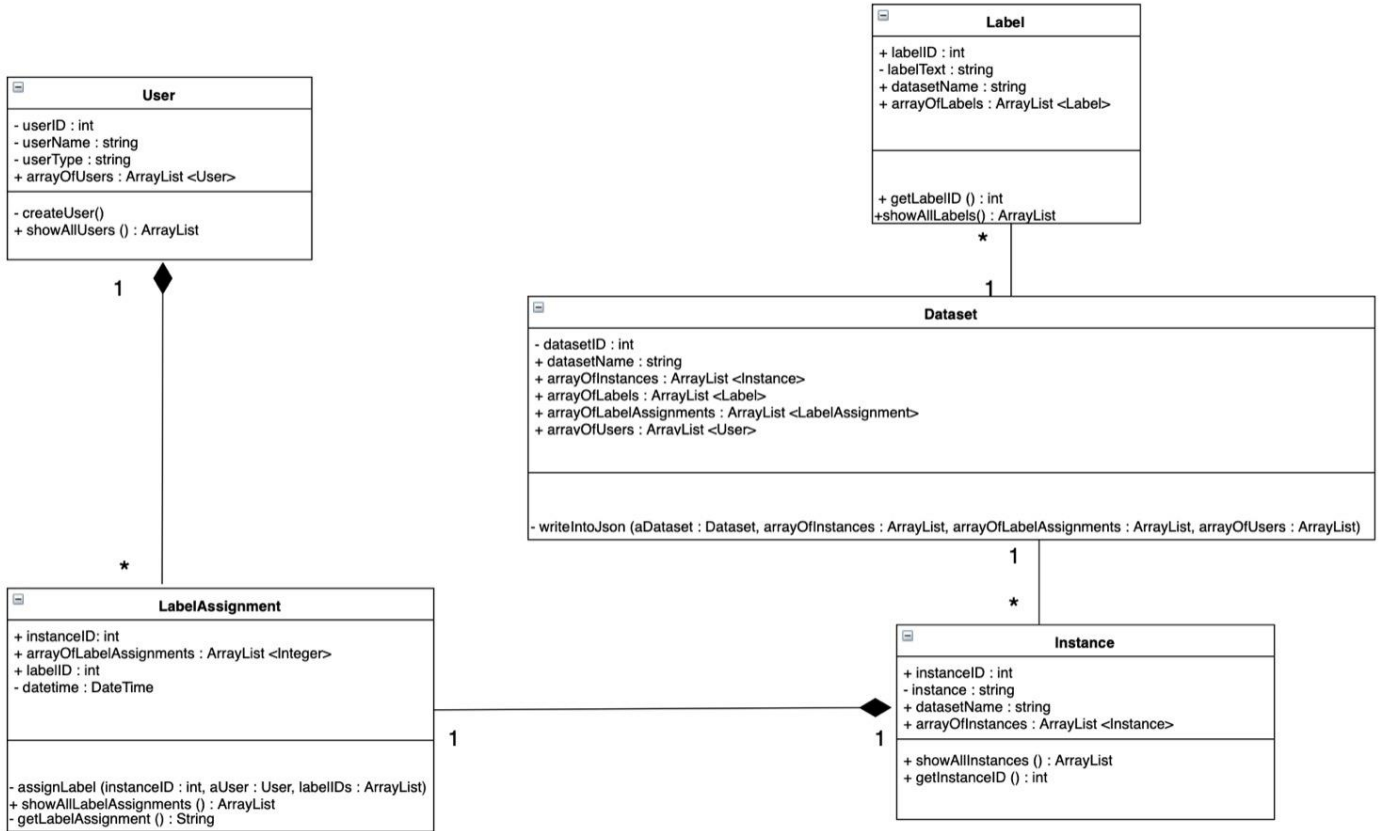 Label
+ labelID : int
- labelText : string
+ datasetName : string
+ arrayOfLabels : ArrayList <Label>
+ getLabelID () : int
+showAllLabels() : ArrayList
*
1
User
- userID : int
- userName : string
- userType : string
+ arrayOfUsers : ArrayList <User>
- createUser()
+ showAllUsers () : ArrayList
1
*
Dataset
- datasetID : int
+ datasetName : string
+ arrayOfInstances : ArrayList <Instance>
+ arrayOfLabels : ArrayList <Label>
+ arrayOfLabelAssignments : ArrayList <LabelAssignment>
+ arrayOfUsers : ArrayList <User>
- writeIntoJson (aDataset : Dataset, arrayOfInstances : ArrayList, arrayOfLabelAssignments : ArrayList, arrayOfUsers : ArrayList)
1
*
LabelAssignment
+ instanceID: int
+ arrayOfLabelAssignments : ArrayList <Integer>
+ labelID : int
- datetime : DateTime
- assignLabel (instanceID : int, aUser : User, labelIDs : ArrayList)
+ showAllLabelAssignments () : ArrayList
- getLabelAssignment () : String
1
1
Instance
+ instanceID : int
- instance : string
+ datasetName : string
+ arrayOfInstances : ArrayList <Instance>
+ showAllInstances () : ArrayList
+ getInstanceID () : int